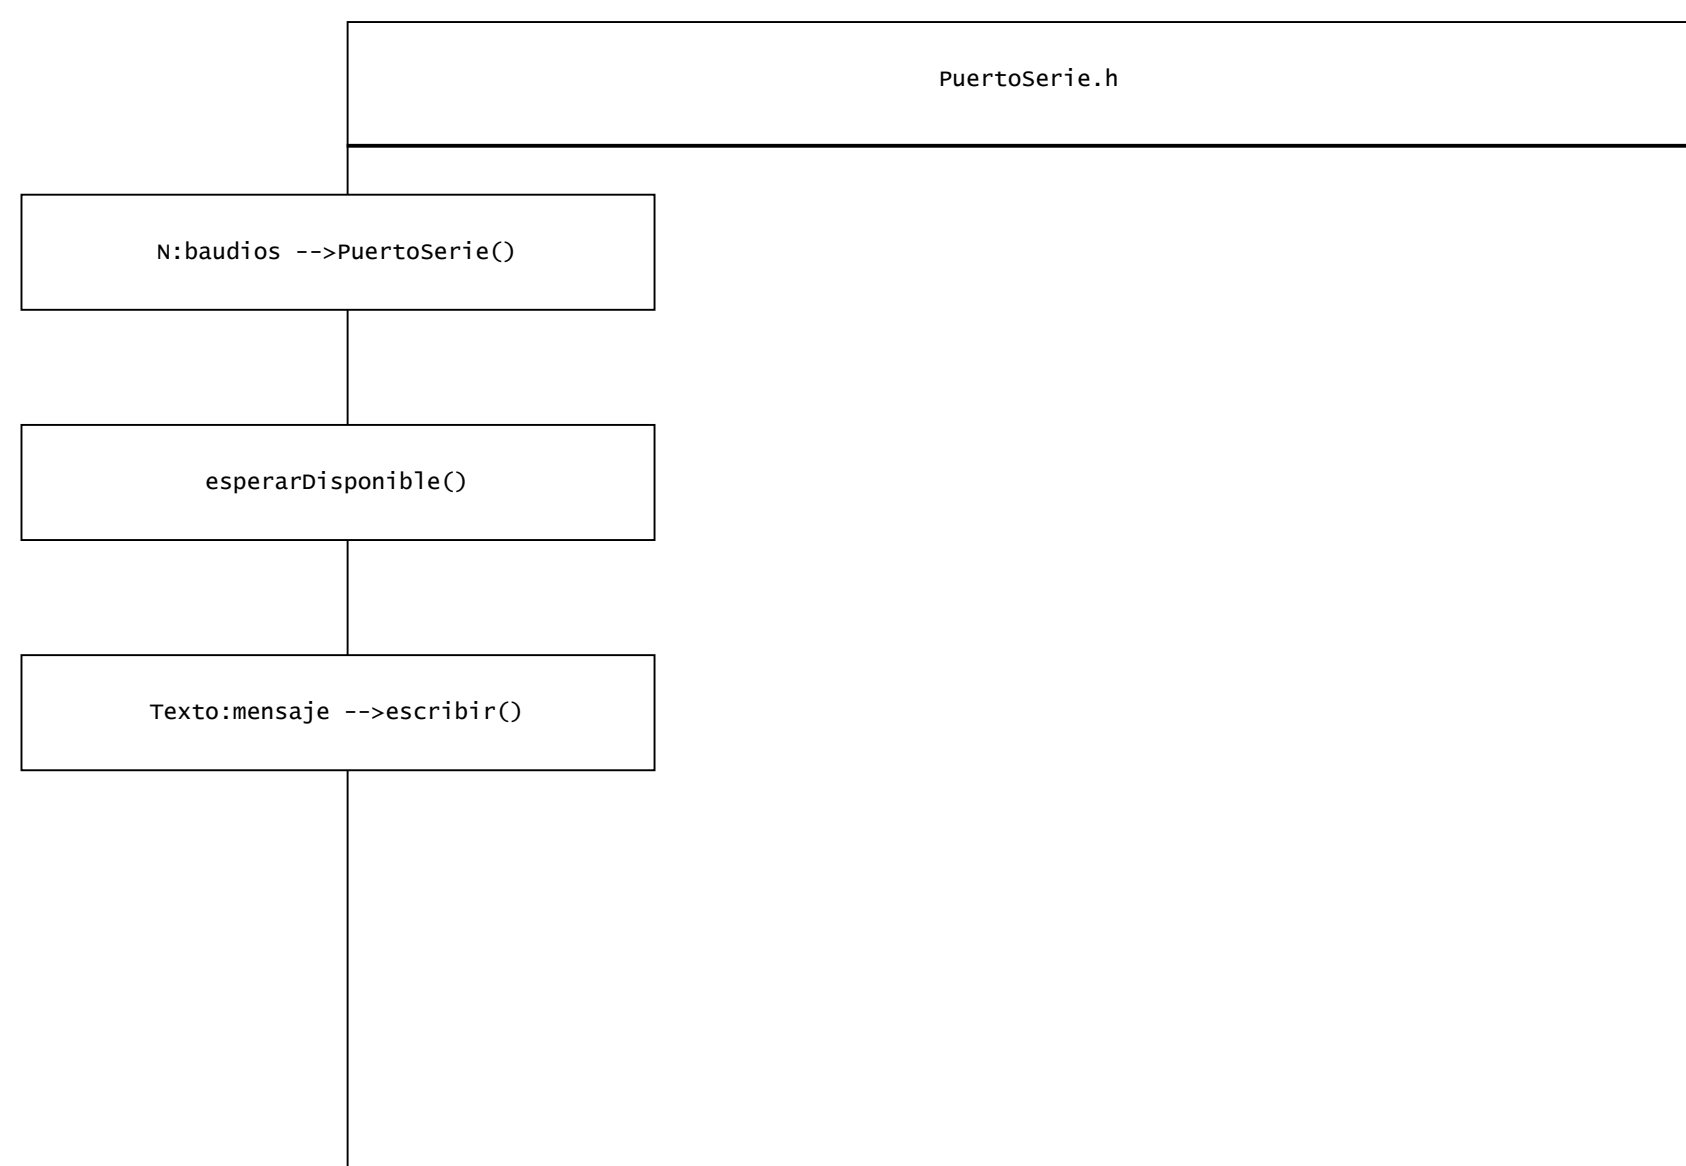 PuertoSerie.h
N:baudios -->PuertoSerie()
esperarDisponible()
Texto:mensaje -->escribir()